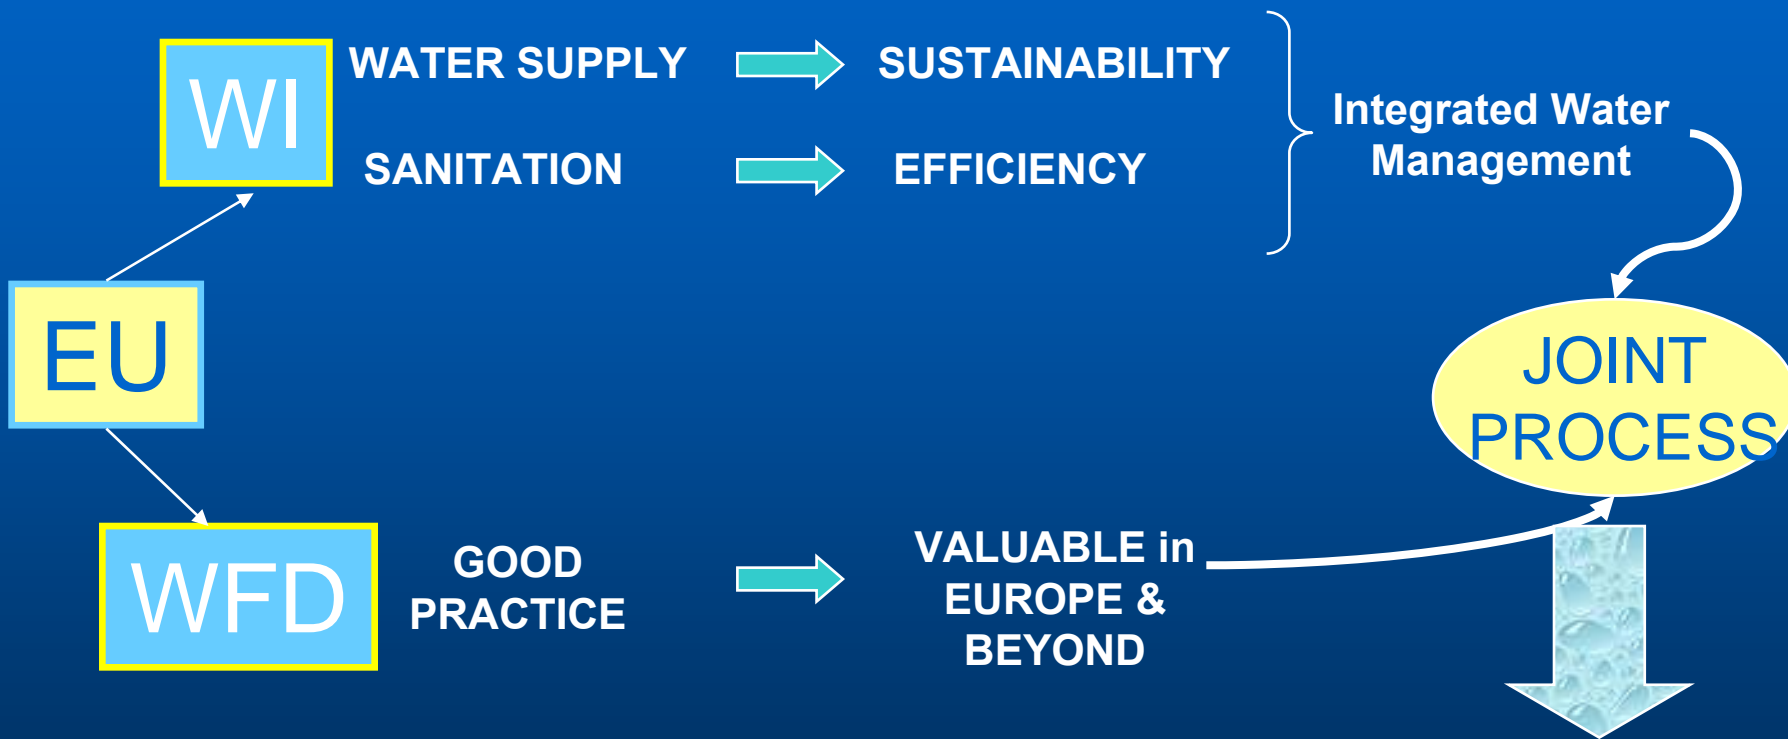 WI
WATER SUPPLY
SUSTAINABILITY
SANITATION
EFFICIENCY
Integrated Water
Management
EU
JOINT
PROCESS
WFD
GOOD
PRACTICE
VALUABLE in
EUROPE &
BEYOND